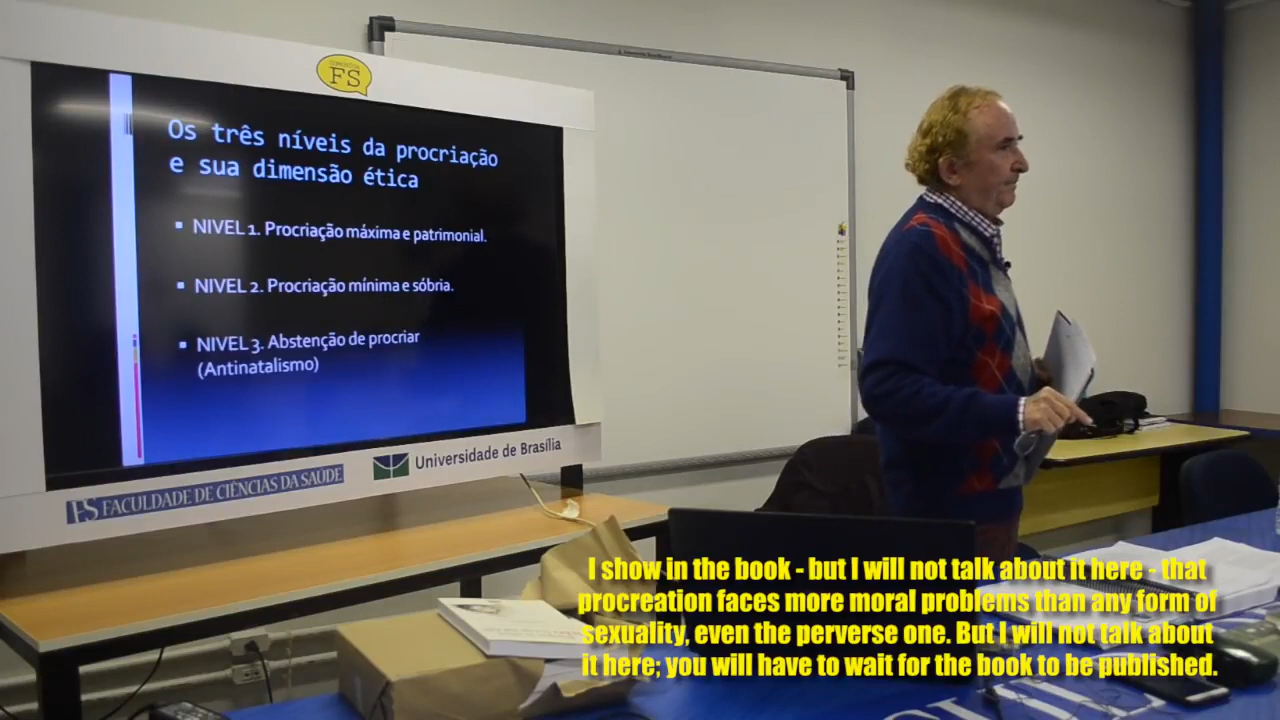 FS
Os três níveis da procriação
e sua dimensão ética
NIVEL 1. Procriação máxima e patrimonial.
NIVEL 2. Procriação mínima e sóbria.
NIVEL 3. Abstenção de procriar
(Antinatalismo)
FS FACULDADE DE CIÊNCIAS DA SAÚDE
Universidade de Brasília
I show in the book - but I will not talk about it here - that
procreation faces more moral problems than any form of
sexuality, even the perverse one. But I will not talk about
it here; you will have to wait for the book to be published.